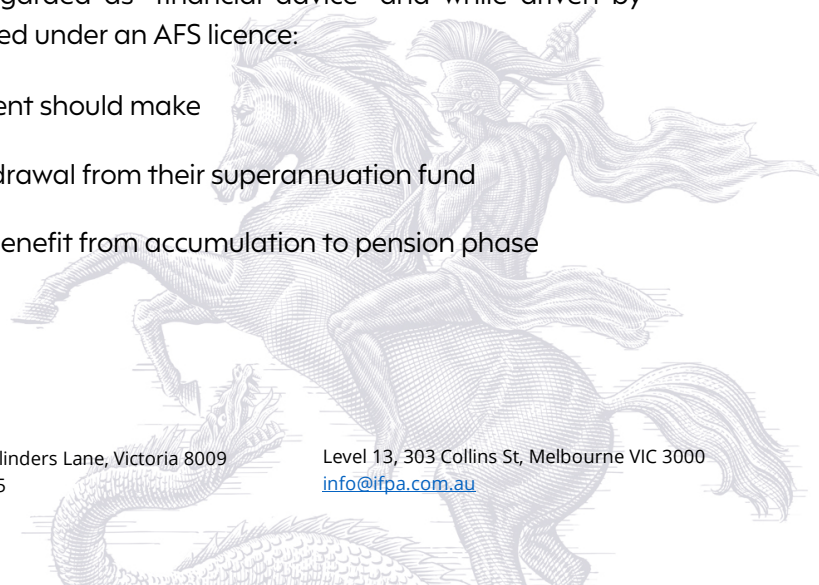 garded as "financial advice" and while driven by
ed under an AFS licence:
ent should make
drawal from their superannuation fund
enefit from accumulation to pension phase
linders Lane, Victoria 8009
Level 13, 303 Collins St, Melbourne VIC 3000
5
info@ifpa.com.au